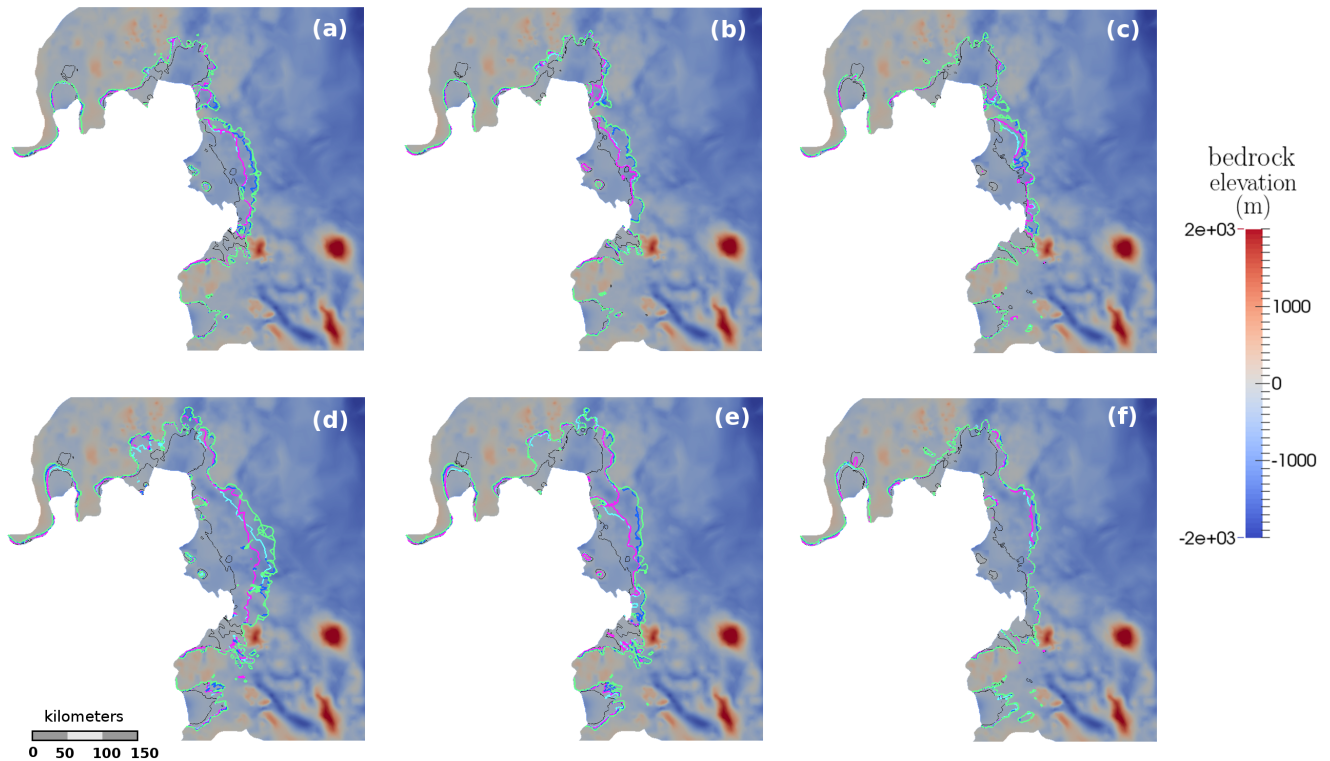 (a)
(b)
(c)
bedrock
elevation
(m)
2e+03
1000
0
-1000
-2e+03
(d)
(e)
(f)
kilometers
0 50 100 150